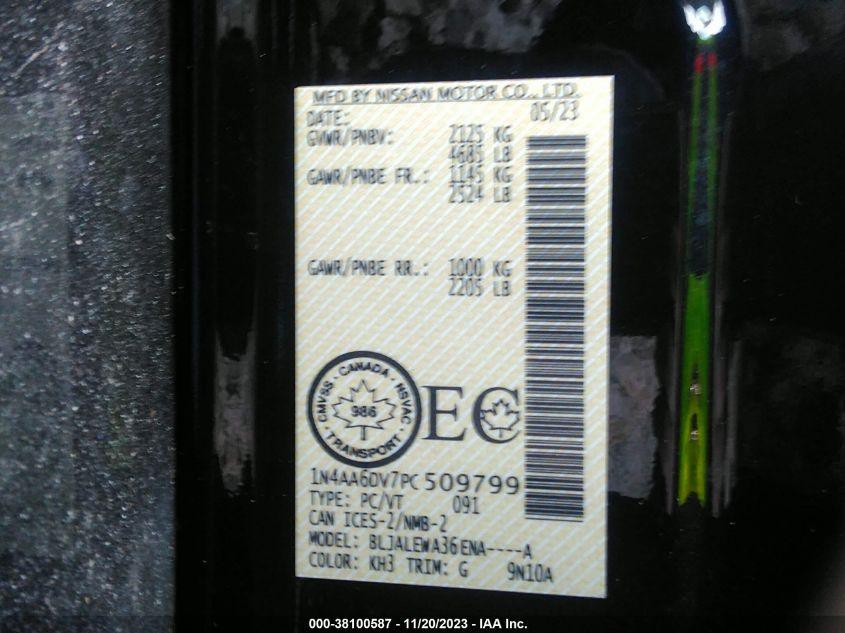 MFD BY NISSAN MOTOR CO., LTD.
DATE: 05/23
GVWR/PNBV: 2125 KG
4685 LB
GAWR/PNBE FR.: 1145 KG
2524 LB
GAWR/PNBE RR.: 1000 KG
2205 LB
CMVSS · CANADA · NSVAC · TRANSPORT ·
986
EC
1N4AA6DV7PC509799
TYPE: PC/VT 091
CAN ICES-2/NMB-2
MODEL: BLJALEWA36ENA----A
COLOR: KH3 TRIM: G 9N10A
000-38100587 - 11/20/2023 - IAA Inc.